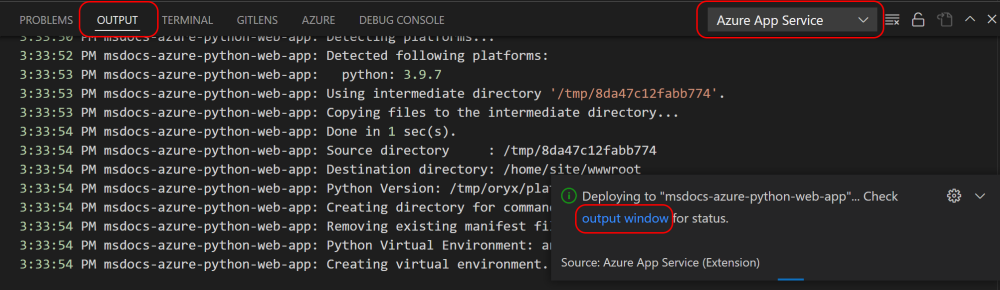 PROBLEMS OUTPUT TERMINAL GITLENS AZURE DEBUG CONSOLE Azure App Service
3:33:50 PM msdocs-azure-python-web-app: Detecting platforms...
3:33:52 PM msdocs-azure-python-web-app: Detected following platforms:
3:33:53 PM msdocs-azure-python-web-app:   python: 3.9.7
3:33:53 PM msdocs-azure-python-web-app: Using intermediate directory '/tmp/8da47c12fabb774'.
3:33:53 PM msdocs-azure-python-web-app: Copying files to the intermediate directory...
3:33:54 PM msdocs-azure-python-web-app: Done in 1 sec(s).
3:33:54 PM msdocs-azure-python-web-app: Source directory     : /tmp/8da47c12fabb774
3:33:54 PM msdocs-azure-python-web-app: Destination directory: /home/site/wwwroot
3:33:54 PM msdocs-azure-python-web-app: Python Version: /tmp/oryx/pla
3:33:54 PM msdocs-azure-python-web-app: Creating directory for comman
3:33:54 PM msdocs-azure-python-web-app: Removing existing manifest fi
3:33:54 PM msdocs-azure-python-web-app: Python Virtual Environment: a
3:33:54 PM msdocs-azure-python-web-app: Creating virtual environment.
Deploying to "msdocs-azure-python-web-app"... Check
output window for status.
Source: Azure App Service (Extension)